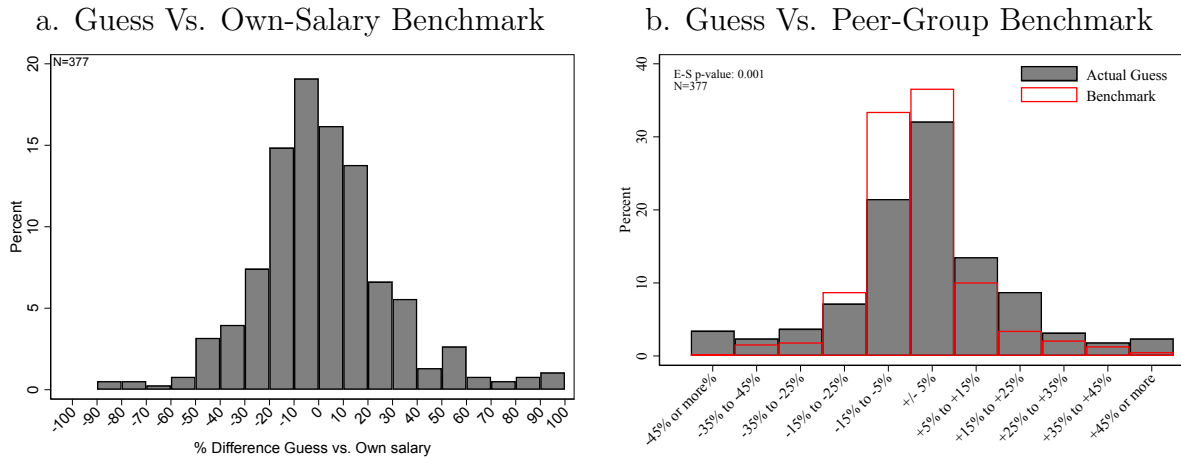 a. Guess Vs. Own-Salary Benchmark
N=377
20
15
10
5
0
Percent
-100 -90 -80 -70 -60 -50 -40 -30 -20 -10 0 10 20 30 40 50 60 70 80 90 100
% Difference Guess vs. Own salary
b. Guess Vs. Peer-Group Benchmark
E-S p-value: 0.001
N=377
Actual Guess
Benchmark
40
30
20
10
0
Percent
-45% or more%
-35% to -45%
-35% to -25%
-15% to -25%
-15% to -5%
+/- 5%
+5% to +15%
+15% to +25%
+25% to +35%
+35% to +45%
+45% or more